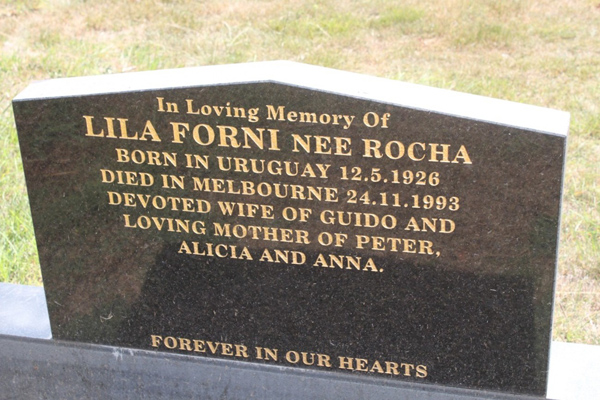 In Loving Memory Of
LILA FORNI NEE ROCHA
BORN IN URUGUAY 12.5.1926
DIED IN MELBOURNE 24.11.1993
DEVOTED WIFE OF GUIDO AND
LOVING MOTHER OF PETER,
ALICIA AND ANNA.
FOREVER IN OUR HEARTS